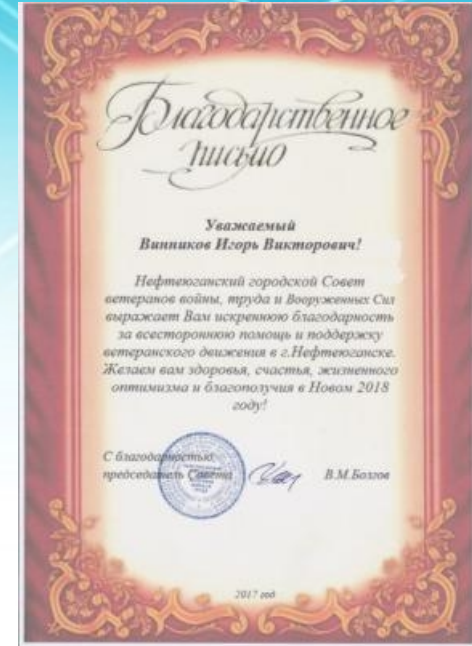 Благодарственное
письмо
Уважаемый
Винников Игорь Викторович!
Нефтеюганский городской Совет
ветеранов войны, труда и Вооруженных Сил
выражает Вам искреннюю благодарность
за всестороннюю помощь и поддержку
ветеранского движения в г.Нефтеюганске.
Желаем вам здоровья, счастья, жизненного
оптимизма и благополучия в Новом 2018
году!
С благодарностью,
председатель Совета В.М.Болгов
2017 год